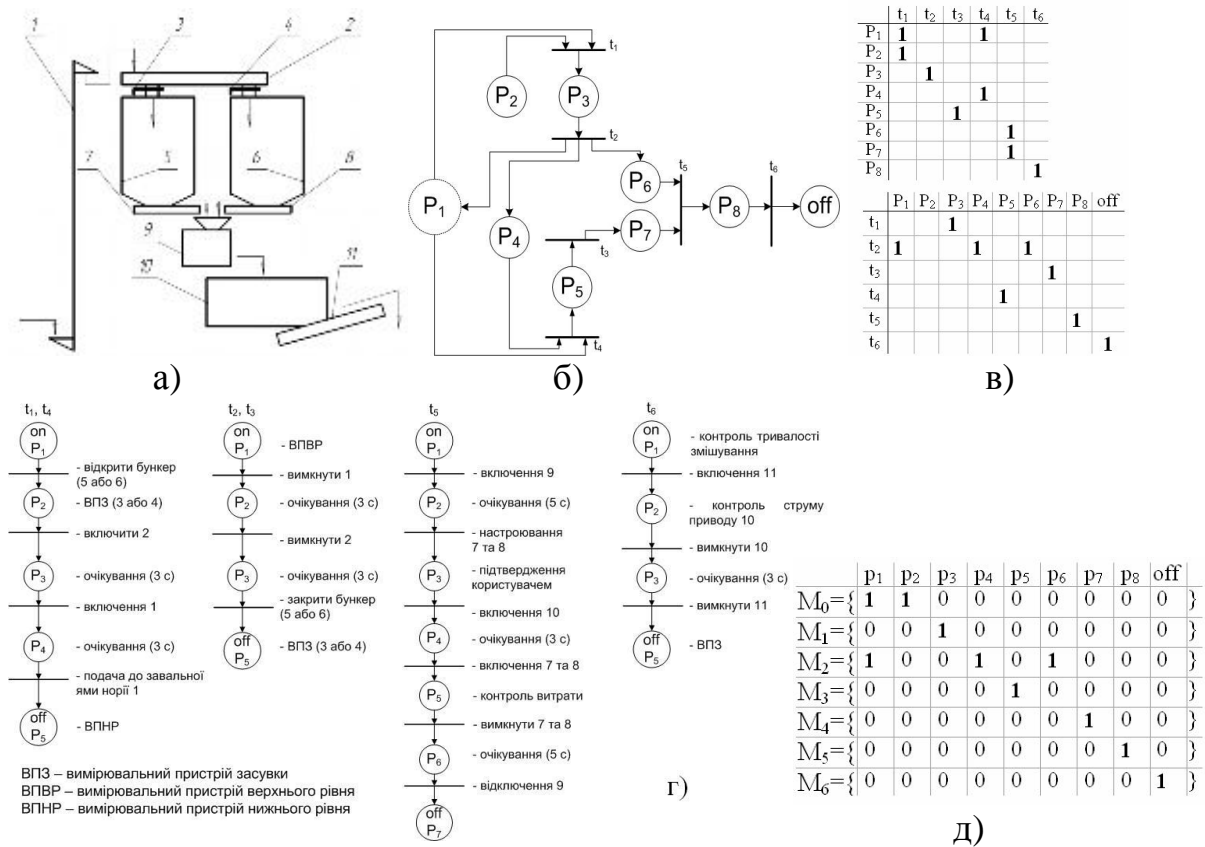 1 3 4 2
7 5 6 8
9
10 11
а)
t₁
P₂ P₃
t₂
P₁ P₄ P₆ t₅ P₈ t₆ off
P₇
t₃
P₅
t₄
б)
t₁ t₂ t₃ t₄ t₅ t₆
P₁ 1 1
P₂ 1
P₃ 1
P₄ 1
P₅ 1
P₆ 1
P₇ 1
P₈ 1
P₁ P₂ P₃ P₄ P₅ P₆ P₇ P₈ off
t₁ 1
t₂ 1 1 1
t₃ 1
t₄ 1
t₅ 1
t₆ 1
в)
t₁, t₄
on
P₁
- відкрити бункер
(5 або 6)
P₂ - ВПЗ (3 або 4)
- включити 2
P₃ - очікування (3 с)
- включення 1
P₄ - очікування (3 с)
- подача до завальної
ями норії 1
off
P₅ - ВПНР
t₂, t₃
on
P₁ - ВПВР
- вимкнути 1
P₂ - очікування (3 с)
- вимкнути 2
P₃ - очікування (3 с)
- закрити бункер
(5 або 6)
off
P₅ - ВПЗ (3 або 4)
t₅
on
P₁
- включення 9
P₂ - очікування (5 с)
- настроювання
7 та 8
P₃ - підтвердження
користувачем
- включення 10
P₄ - очікування (3 с)
- включення 7 та 8
P₅ - контроль витрати
- вимкнути 7 та 8
P₆ - очікування (5 с)
- відключення 9
off
P₇
t₆
on
P₁ - контроль тривалості
змішування
- включення 11
P₂ - контроль струму
приводу 10
- вимкнути 10
P₃ - очікування (3 с)
- вимкнути 11
off
P₅ - ВПЗ
ВПЗ – вимірювальний пристрій засувки
ВПВР – вимірювальний пристрій верхнього рівня
ВПНР – вимірювальний пристрій нижнього рівня
г)
p₁ p₂ p₃ p₄ p₅ p₆ p₇ p₈ off
M₀={ 1 1 0 0 0 0 0 0 0 }
M₁={ 0 0 1 0 0 0 0 0 0 }
M₂={ 1 0 0 1 0 1 0 0 0 }
M₃={ 0 0 0 0 1 0 0 0 0 }
M₄={ 0 0 0 0 0 0 1 0 0 }
M₅={ 0 0 0 0 0 0 0 1 0 }
M₆={ 0 0 0 0 0 0 0 0 1 }
д)